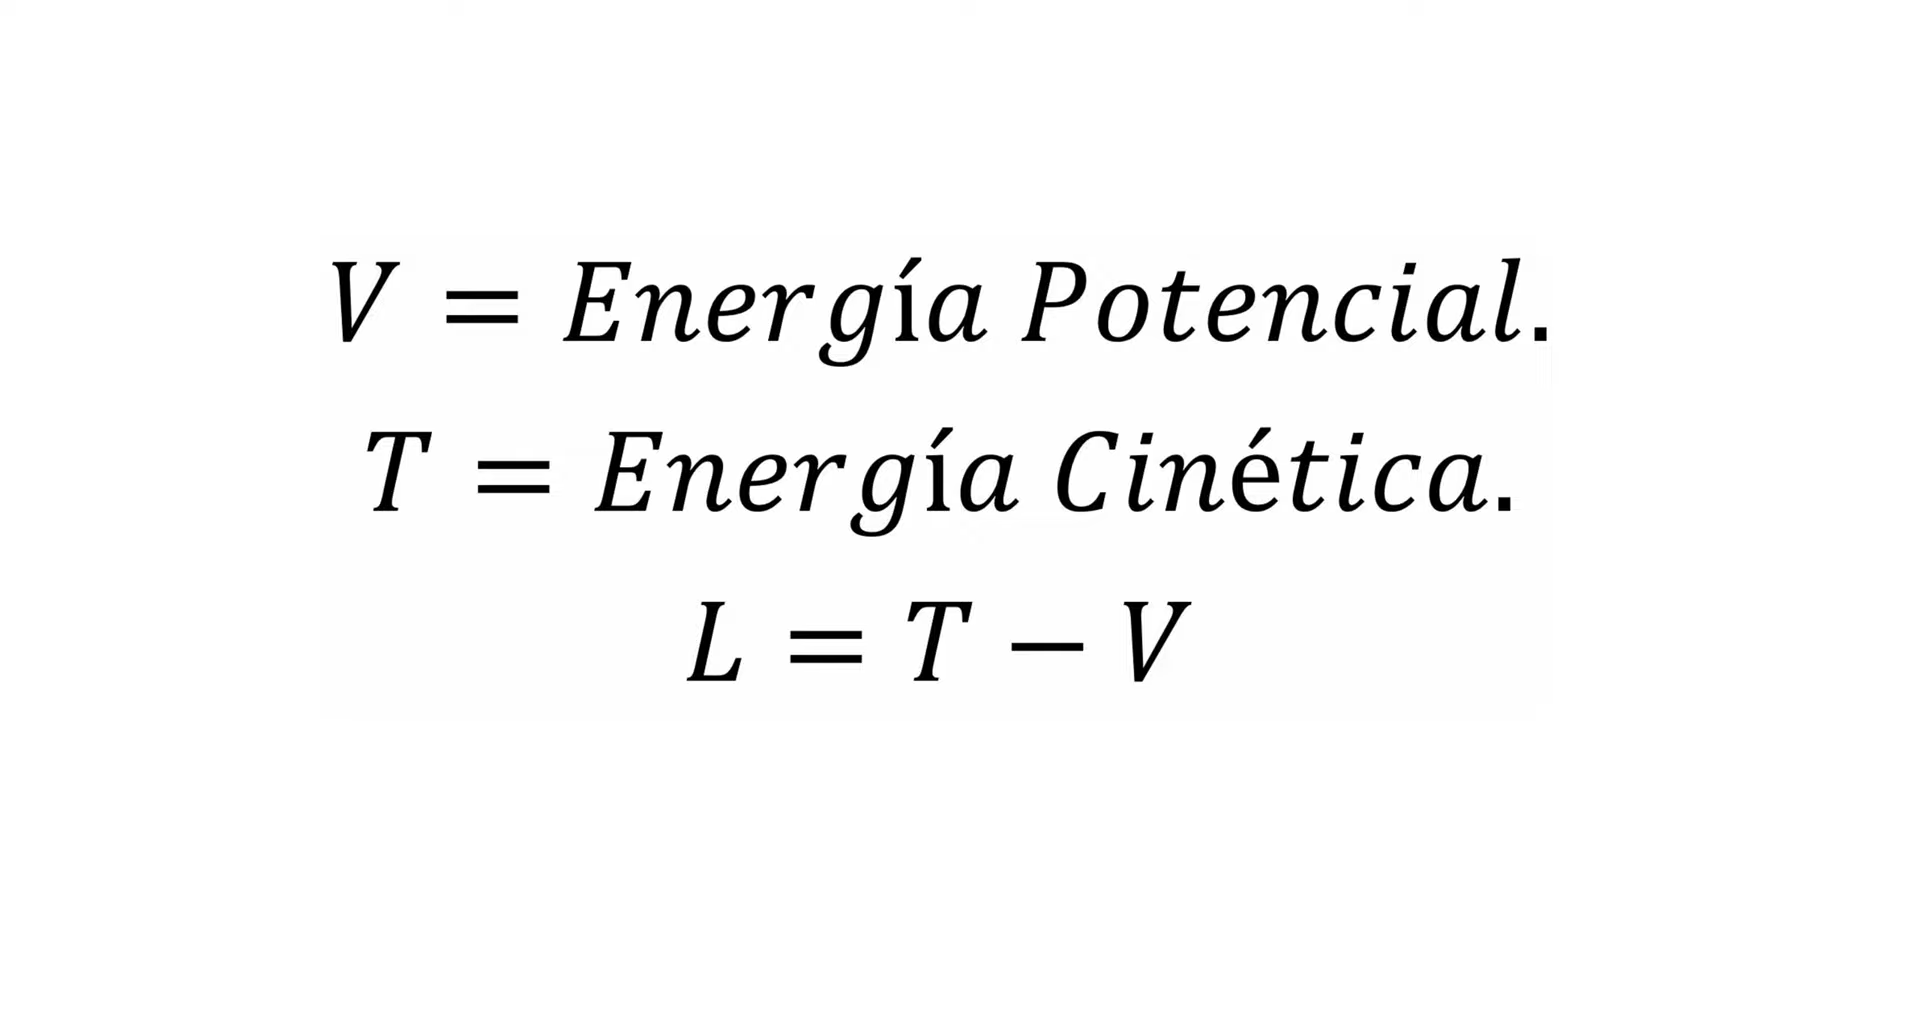 V = Energía Potencial.
T = Energía Cinética.
L = T − V